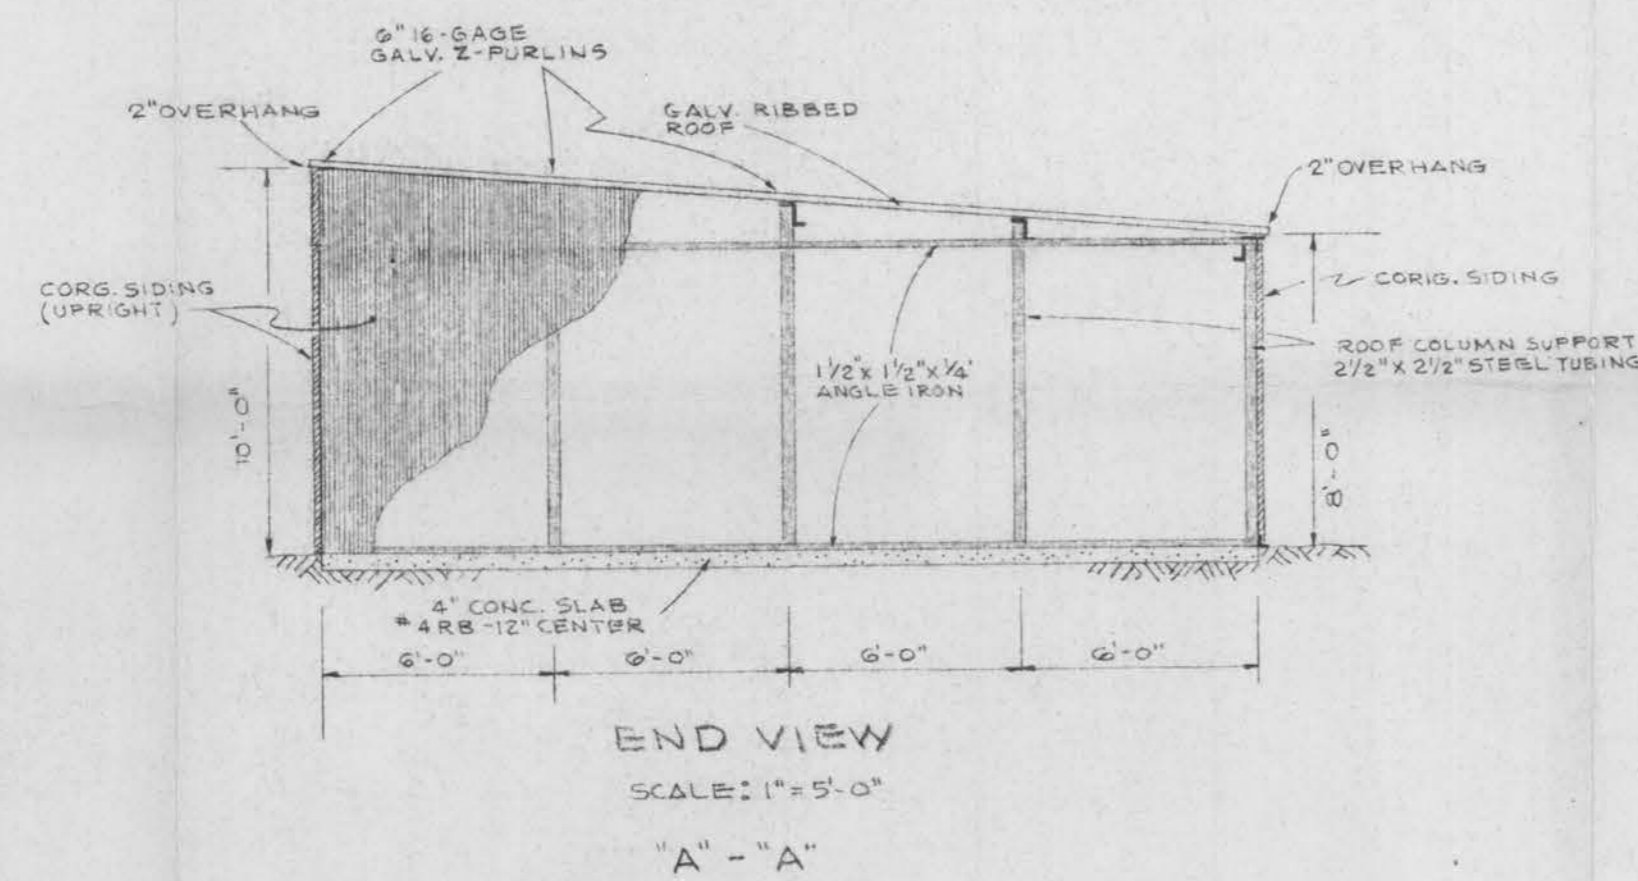 6" 16-GAGE
GALV. Z-PURLINS
2" OVERHANG
GALV. RIBBED
ROOF
2" OVERHANG
CORG. SIDING
(UPRIGHT)
CORIG. SIDING
ROOF COLUMN SUPPORT
2 1/2" X 2 1/2" STEEL TUBING
1 1/2" x 1 1/2" x 1/4'
ANGLE IRON
10'-0"
8'-0"
4" CONC. SLAB
#4RB-12" CENTER
6'-0"
6'-0"
6'-0"
6'-0"
END VIEW
SCALE: 1" = 5'-0"
"A" - "A"